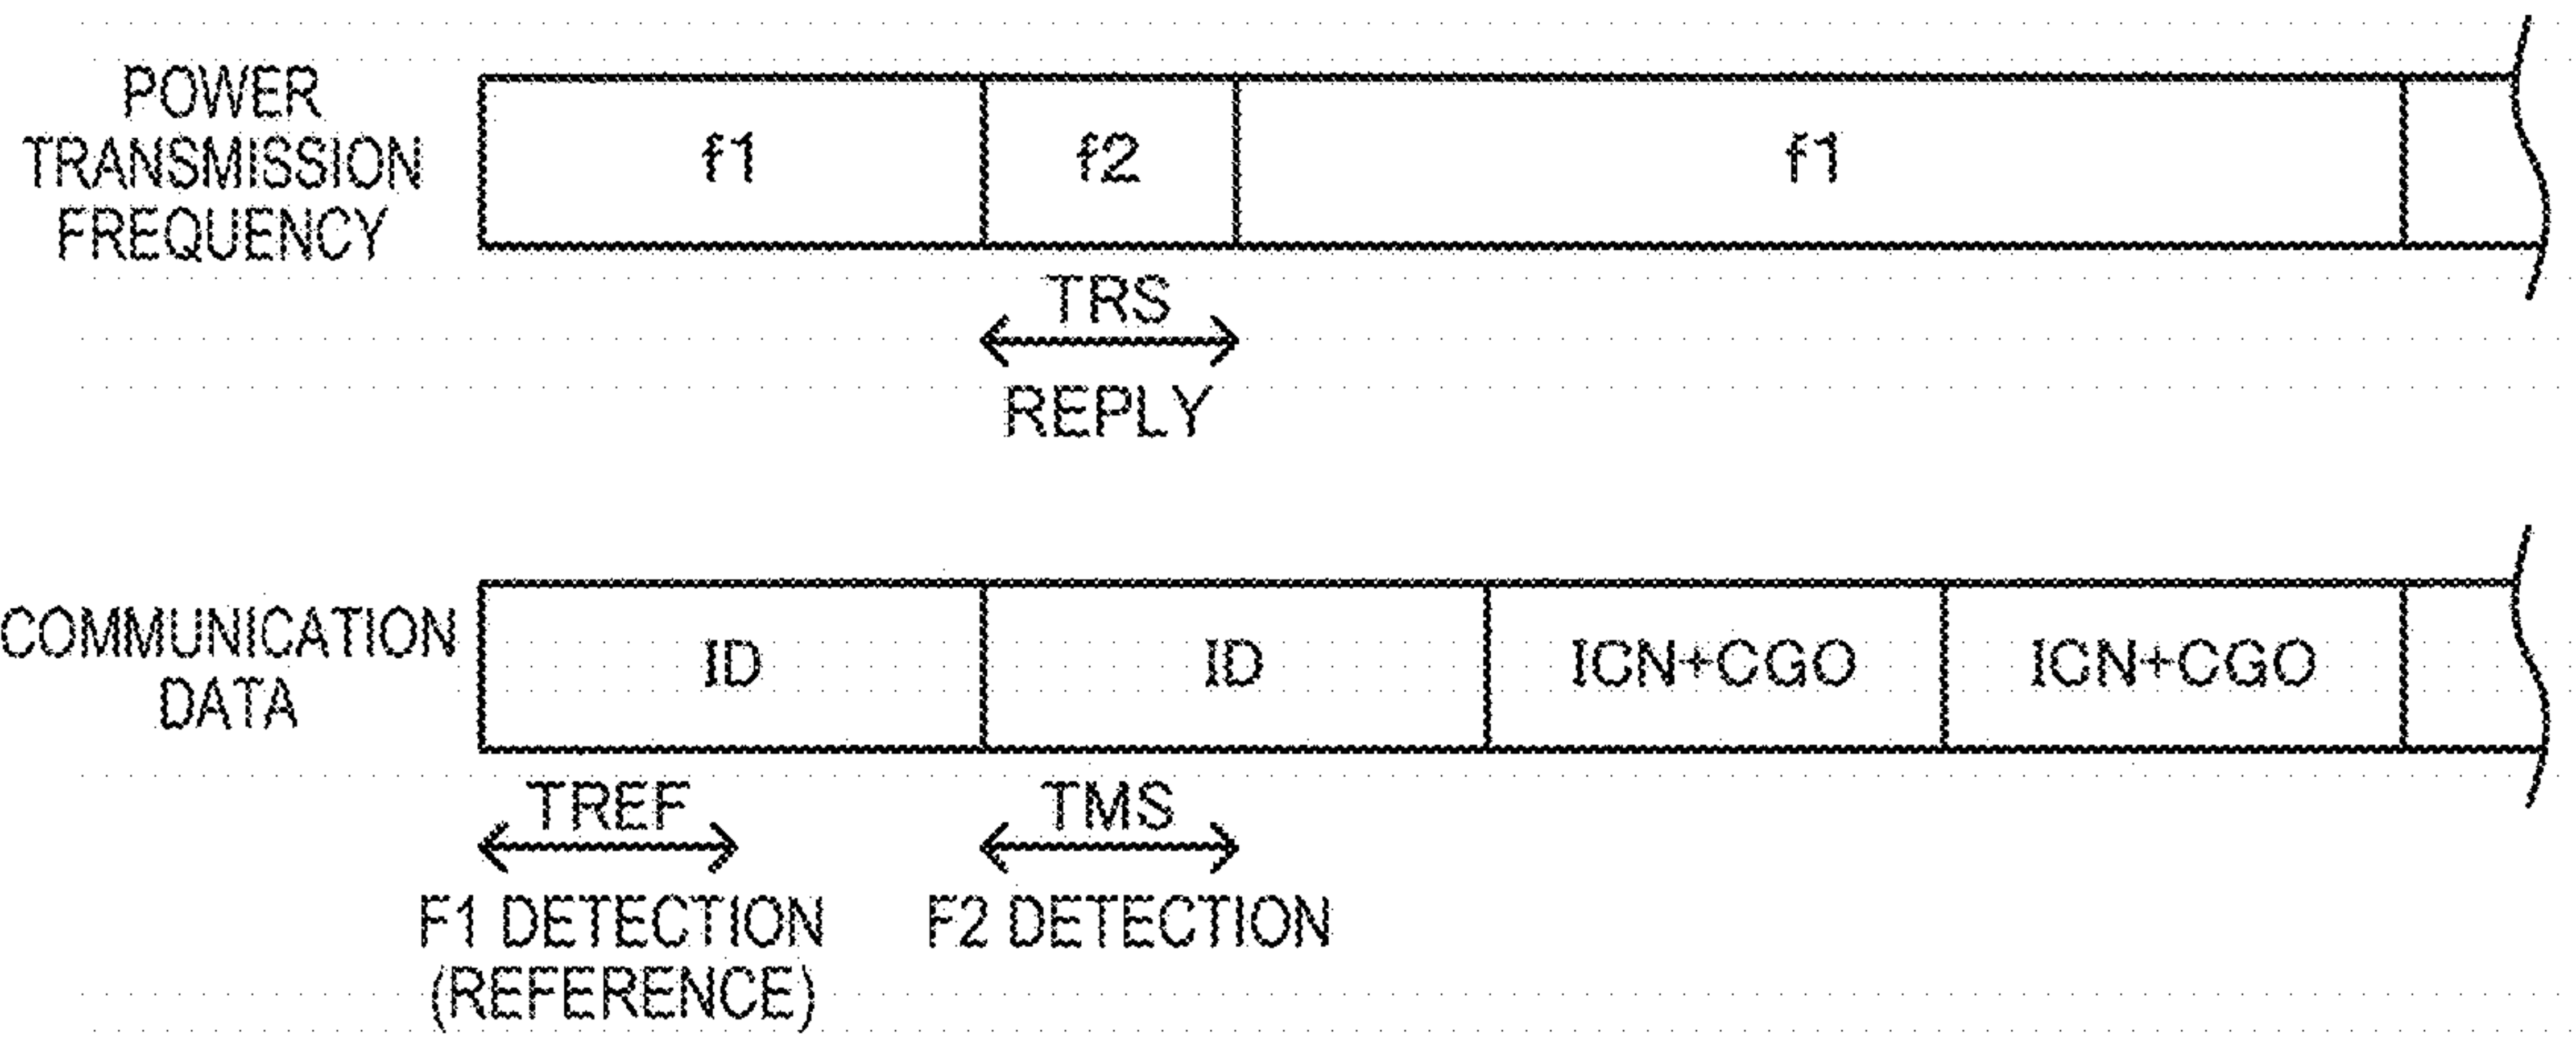 POWER
TRANSMISSION
FREQUENCY
f1 f2 f1
TRS
REPLY
COMMUNICATION
DATA
ID ID ICN+CGO ICN+CGO
TREF TMS
F1 DETECTION F2 DETECTION
(REFERENCE)